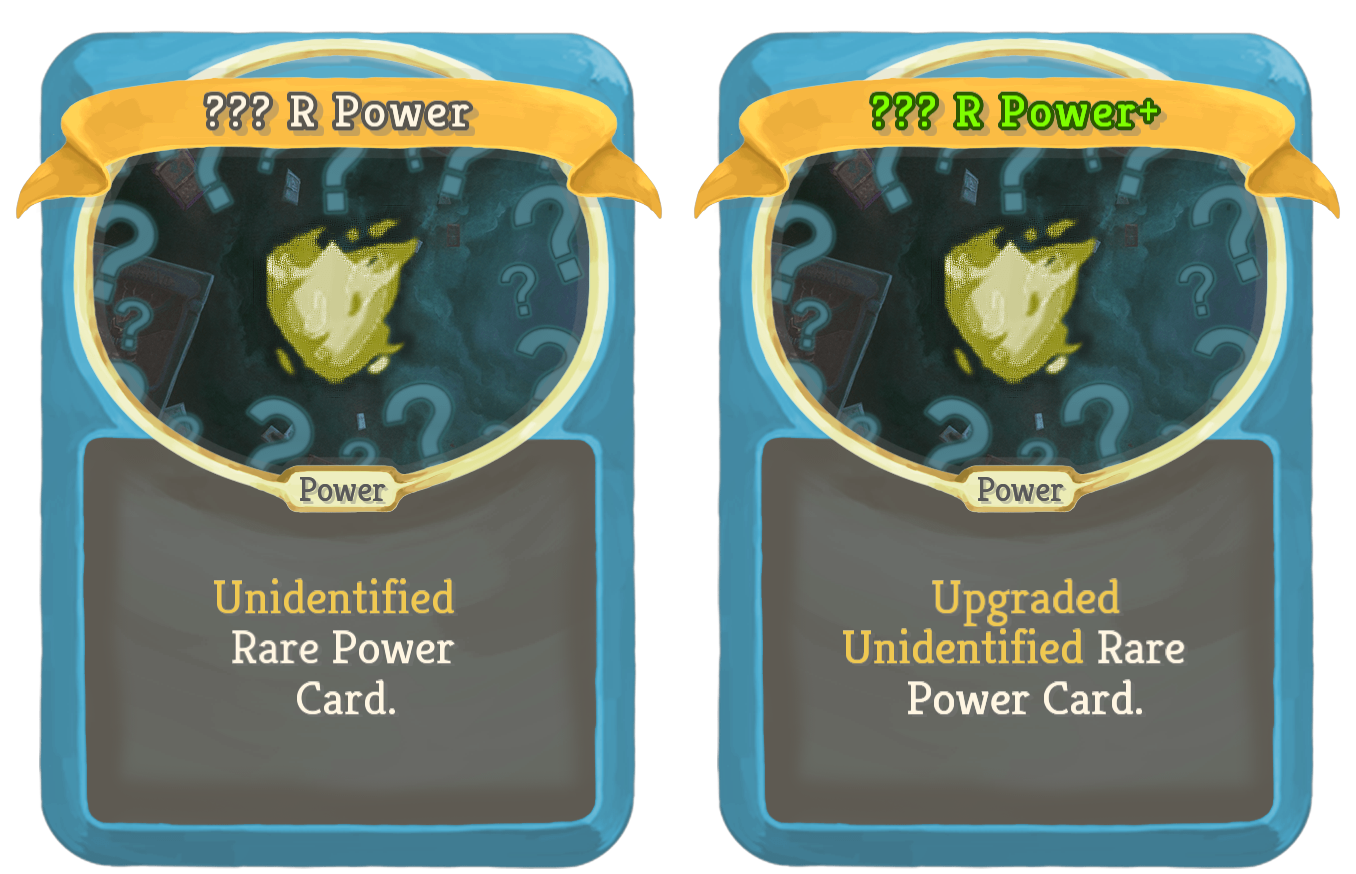 ??? R Power
Power
Unidentified
Rare Power
Card.
??? R Power+
Power
Upgraded
Unidentified Rare
Power Card.